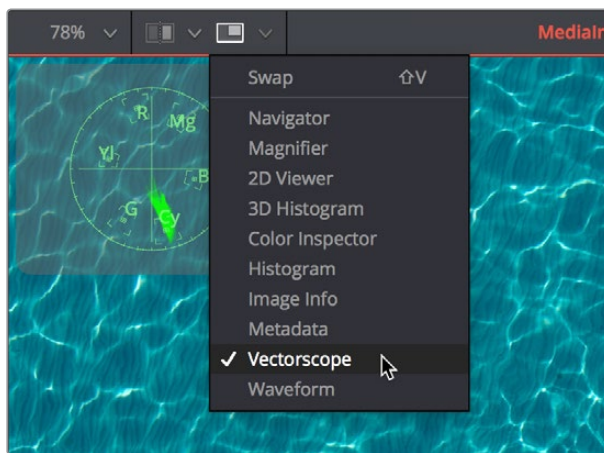 78%
MediaIn
Swap ⇧V
Navigator
Magnifier
2D Viewer
3D Histogram
Color Inspector
Histogram
Image Info
Metadata
✓ Vectorscope
Waveform
R
Mg
Yl
B
G
Cy